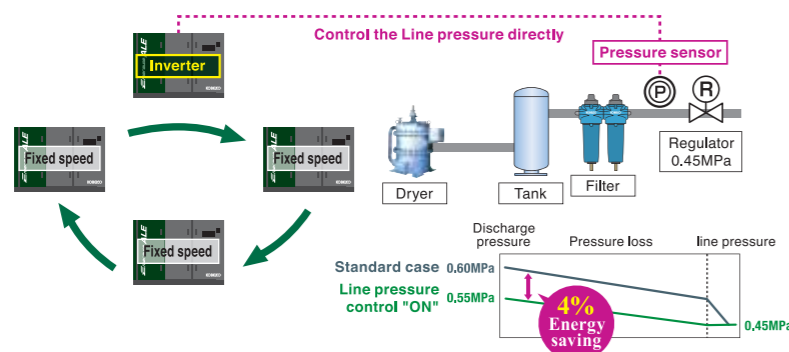 Control the Line pressure directly
Pressure sensor
Inverter
KOBELCO
P
R
Fixed speed
Fixed speed
Regulator
0.45MPa
Dryer
Tank
Filter
Fixed speed
Discharge
pressure
Pressure loss
line pressure
Standard case
0.60MPa
Line pressure
control "ON"
0.55MPa
4%
Energy
saving
0.45MPa